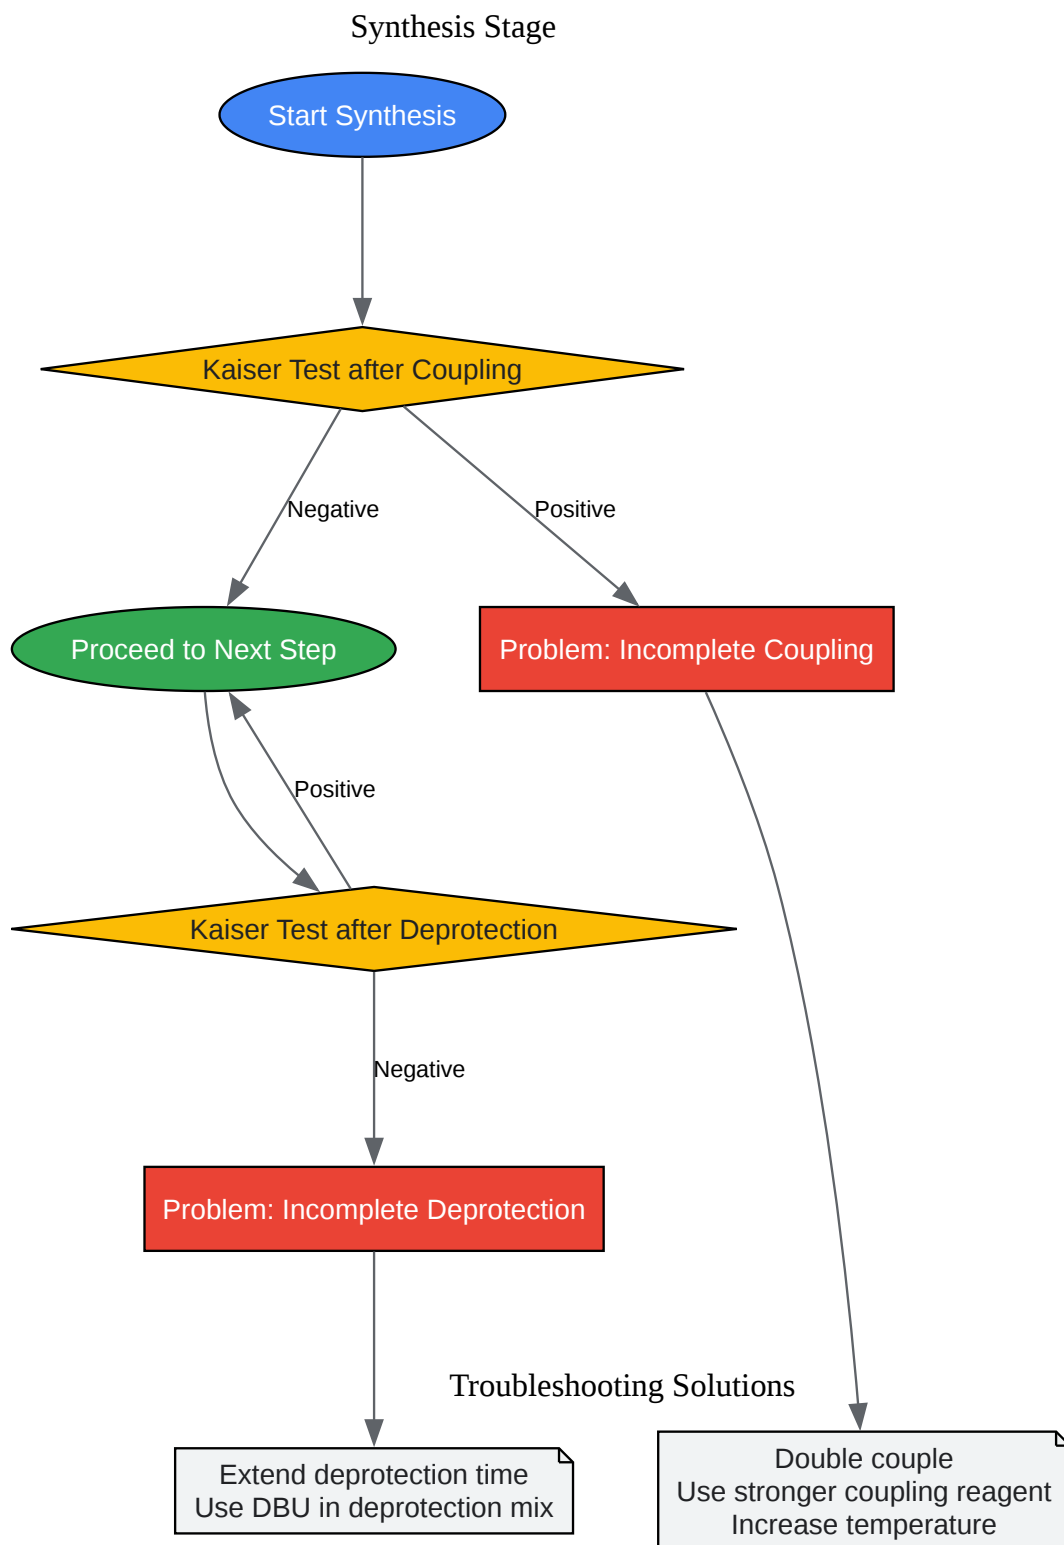 Synthesis Stage
Start Synthesis
Kaiser Test after Coupling
Negative
Positive
Proceed to Next Step
Problem: Incomplete Coupling
Positive
Kaiser Test after Deprotection
Negative
Problem: Incomplete Deprotection
Troubleshooting Solutions
Extend deprotection time
Use DBU in deprotection mix
Double couple
Use stronger coupling reagent
Increase temperature